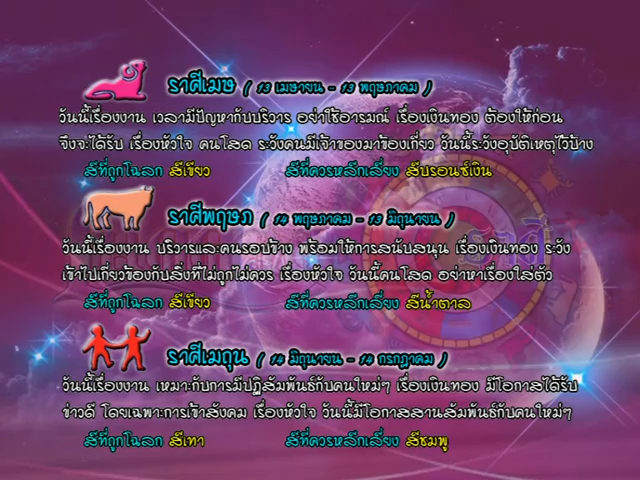 ราศีเมษ ( 13 เมษายน - 13 พฤษภาคม )
วันนี้เรื่องงาน เวลามีปัญหากับบริวาร อย่าใช้อารมณ์ เรื่องเงินทอง ต้องให้ก่อน
จึงจะได้รับ เรื่องหัวใจ คนโสด ระวังคนมีเจ้าของมาข้องเกี่ยว วันนี้ระวังอุบัติเหตุไว้บ้าง
สีที่ถูกโฉลก สีเขียว สีที่ควรหลีกเลี่ยง สีบรอนซ์เงิน
ราศีพฤษภ ( 14 พฤษภาคม - 13 มิถุนายน )
วันนี้เรื่องงาน บริวารและคนรอบข้าง พร้อมให้การสนับสนุน เรื่องเงินทอง ระวัง
เข้าไปเกี่ยวของกับสิ่งที่ไม่ถูกไม่ควร เรื่องหัวใจ วันนี้คนโสด อย่าหาเรื่องใส่ตัว
สีที่ถูกโฉลก สีเขียว สีที่ควรหลีกเลี่ยง สีน้ำตาล
ราศีเมถุน ( 14 มิถุนายน - 14 กรกฎาคม )
วันนี้เรื่องงาน เหมาะกับการมีปฏิสัมพันธ์กับคนใหม่ๆ เรื่องเงินทอง มีโอกาสได้รับ
ข่าวดี โดยเฉพาะการเข้าสังคม เรื่องหัวใจ วันนี้มีโอกาสสานสัมพันธ์กับคนใหม่ๆ
สีที่ถูกโฉลก สีเทา สีที่ควรหลีกเลี่ยง สีชมพู